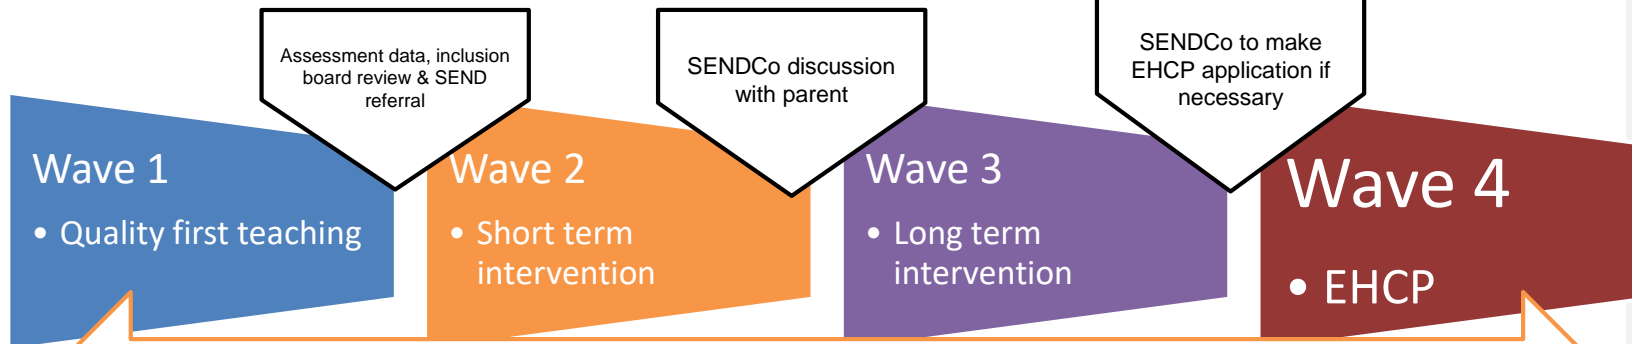 Assessment data, inclusion
board review & SEND
referral
SENDCo discussion
with parent
SENDCo to make
EHCP application if
necessary
Wave 1
• Quality first teaching
Wave 2
• Short term
intervention
Wave 3
• Long term
intervention
Wave 4
• EHCP